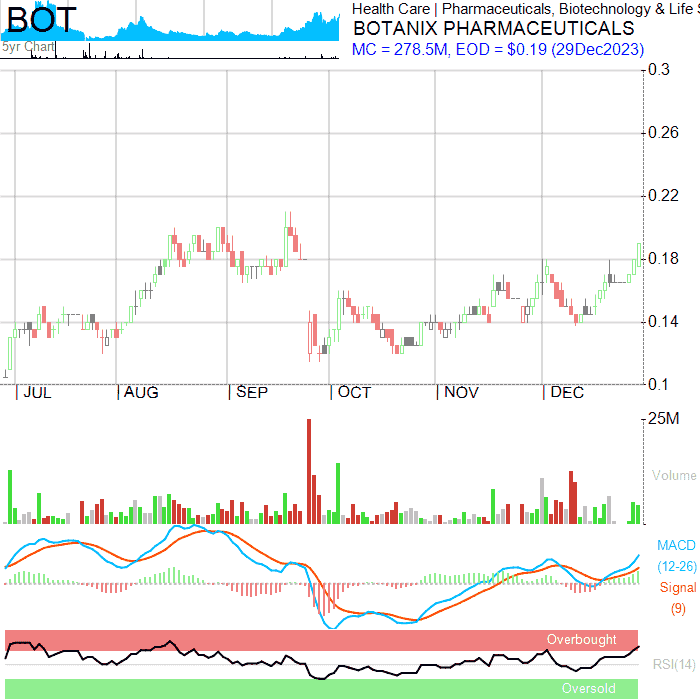 BOT
5yr Chart
Health Care | Pharmaceuticals, Biotechnology & Life S
BOTANIX PHARMACEUTICALS
MC = 278.5M, EOD = $0.19 (29Dec2023)
0.3
0.26
0.22
0.18
0.14
0.1
JUL AUG SEP OCT NOV DEC
25M
Volume
MACD
(12-26)
Signal
(9)
Overbought
RSI(14)
Oversold